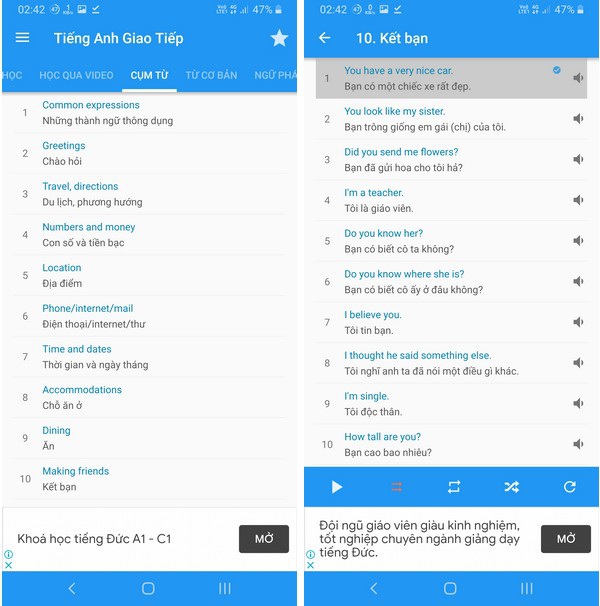 02:42
47%
Tiếng Anh Giao Tiếp
HỌC
HỌC QUA VIDEO
CỤM TỪ
TỪ CƠ BẢN
NGỮ PHÁ
1
Common expressions
Những thành ngữ thông dụng
2
Greetings
Chào hỏi
3
Travel, directions
Du lịch, phương hướng
4
Numbers and money
Con số và tiền bạc
5
Location
Địa điểm
6
Phone/internet/mail
Điện thoại/internet/thư
7
Time and dates
Thời gian và ngày tháng
8
Accommodations
Chỗ ăn ở
9
Dining
Ăn
10
Making friends
Kết bạn
Khoá học tiếng Đức A1 - C1
MỞ
02:42
47%
10. Kết bạn
1
You have a very nice car.
Bạn có một chiếc xe rất đẹp.
2
You look like my sister.
Bạn trông giống em gái (chị) của tôi.
3
Did you send me flowers?
Bạn đã gửi hoa cho tôi hả?
4
I'm a teacher.
Tôi là giáo viên.
5
Do you know her?
Bạn có biết cô ta không?
6
Do you know where she is?
Bạn có biết cô ấy ở đâu không?
7
I believe you.
Tôi tin bạn.
8
I thought he said something else.
Tôi nghĩ anh ta đã nói một điều gì khác.
9
I'm single.
Tôi độc thân.
10
How tall are you?
Bạn cao bao nhiêu?
Đội ngũ giáo viên giàu kinh nghiệm,
tốt nghiệp chuyên ngành giảng dạy
tiếng Đức.
MỞ